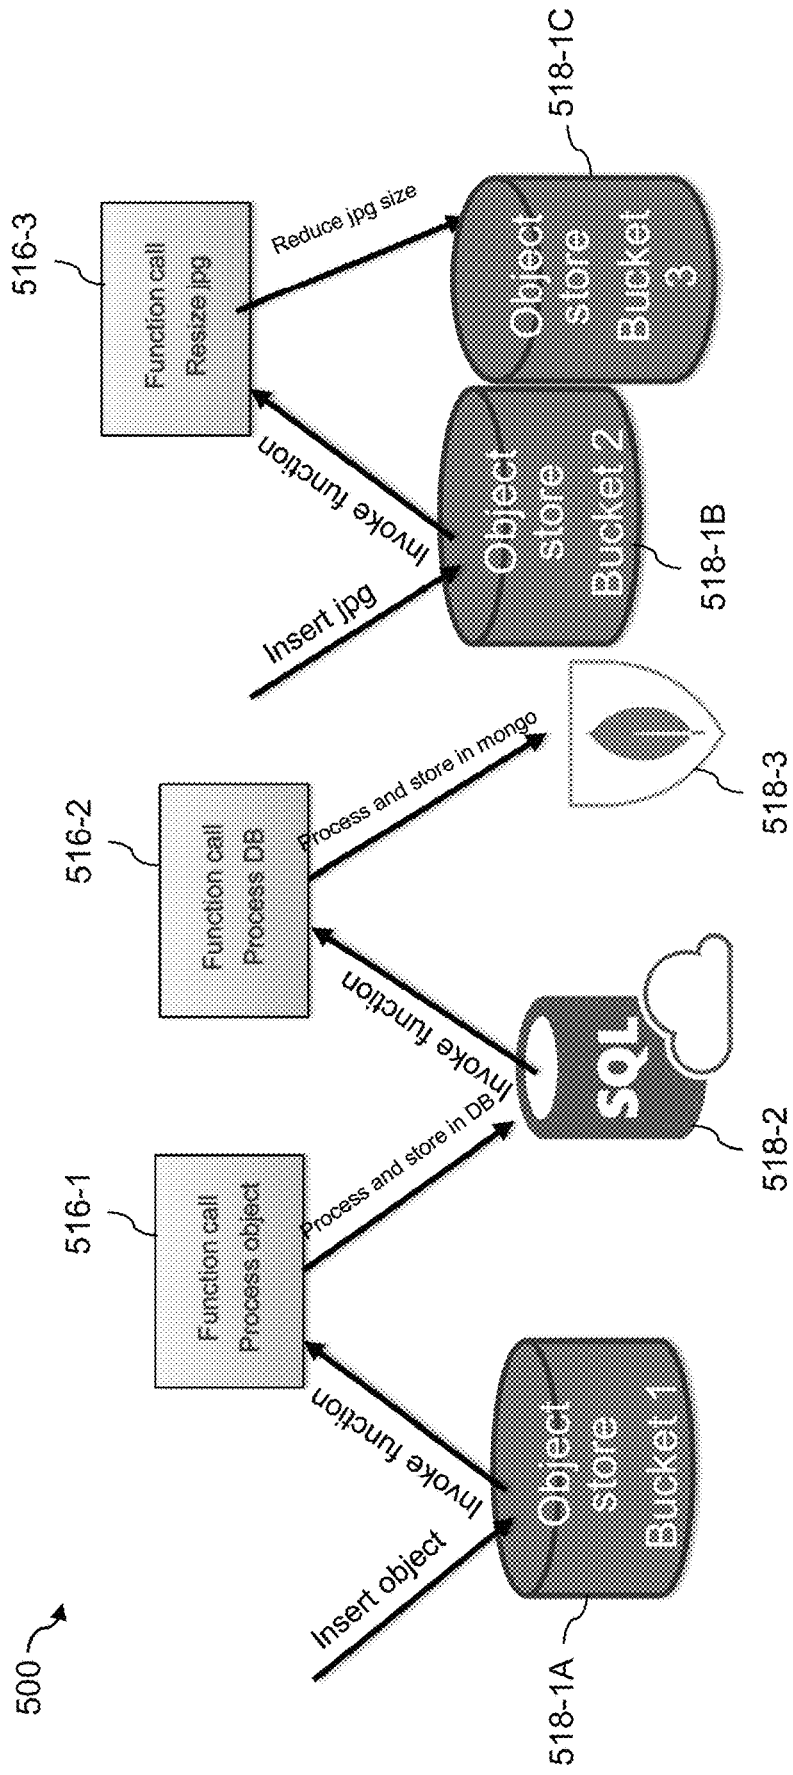 500
Insert object
518-1A
Object
store
Bucket 1
Invoke function
516-1
Function call
Process object
Process and store in DB
518-2
SQL
Invoke function
516-2
Function call
Process DB
Process and store in mongo
518-3
Insert jpg
518-1B
Object
store
Bucket 2
Invoke function
516-3
Function call
Resize jpg
Reduce jpg size
518-1C
Object
store
Bucket
3